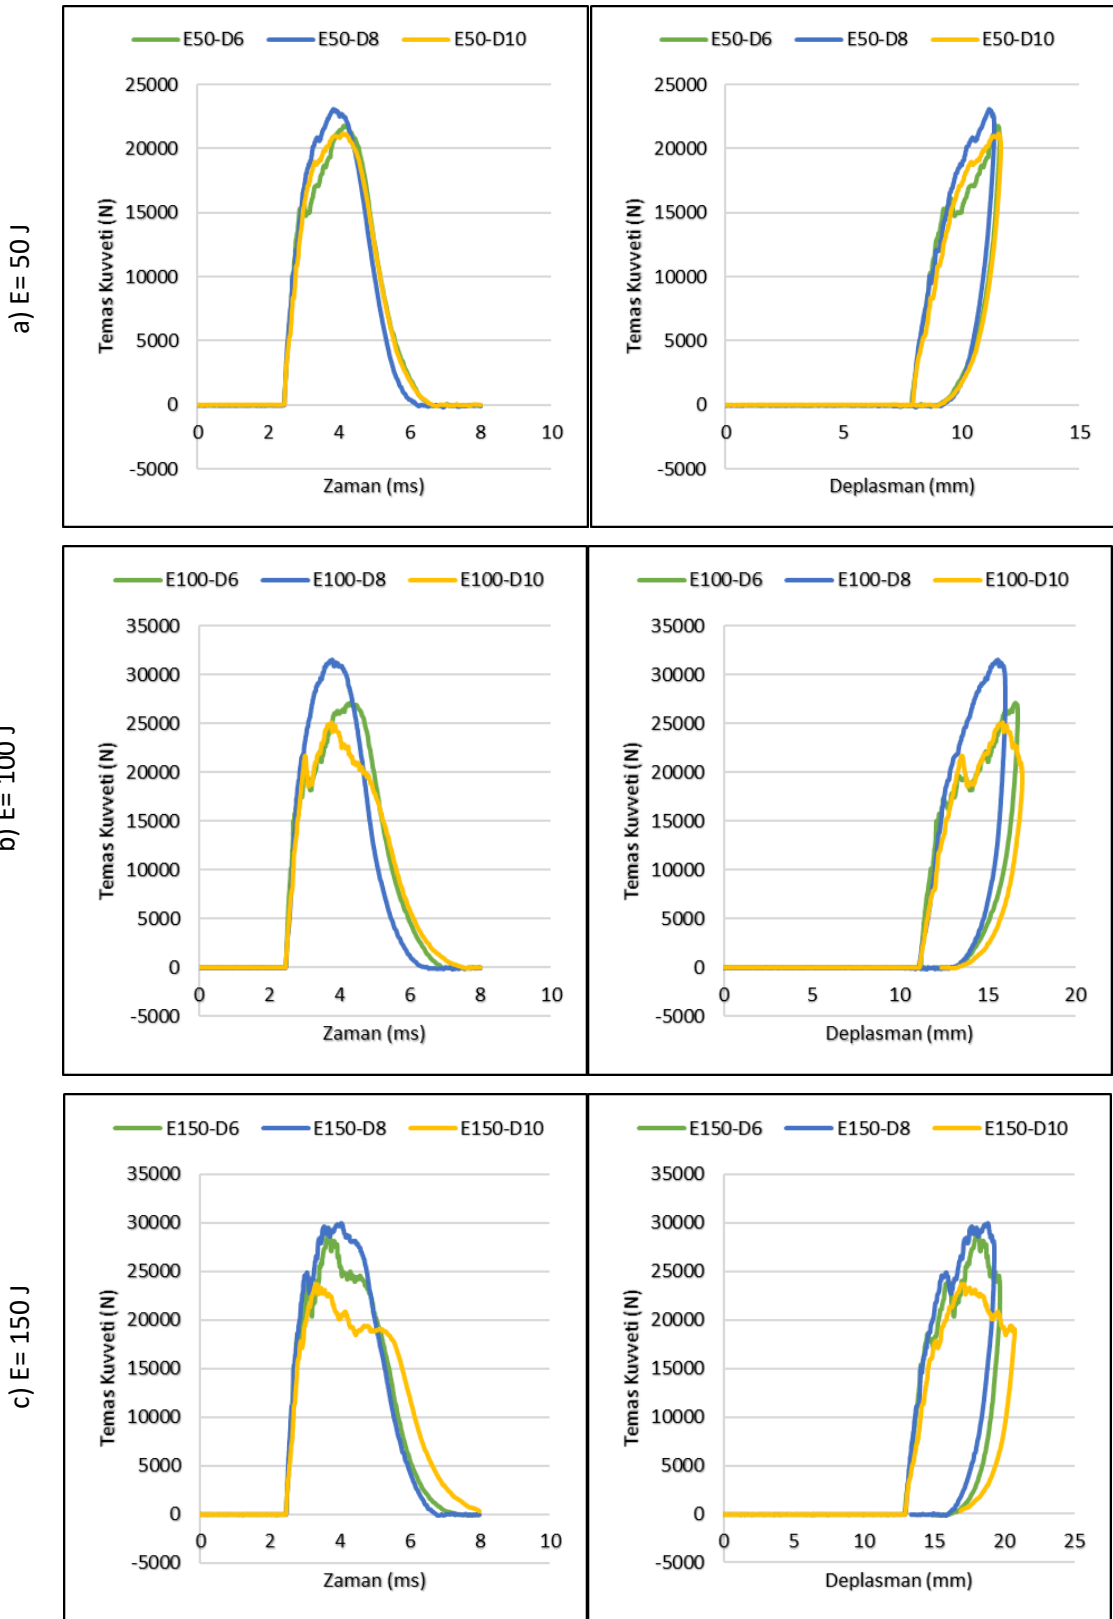 a) E= 50 J
E50-D6 E50-D8 E50-D10
Temas Kuvveti (N)
25000
20000
15000
10000
5000
0
-5000
0 2 4 6 8 10
Zaman (ms)
E50-D6 E50-D8 E50-D10
Temas Kuvveti (N)
25000
20000
15000
10000
5000
0
-5000
0 5 10 15
Deplasman (mm)
b) E= 100 J
E100-D6 E100-D8 E100-D10
Temas Kuvveti (N)
35000
30000
25000
20000
15000
10000
5000
0
-5000
0 2 4 6 8 10
Zaman (ms)
E100-D6 E100-D8 E100-D10
Temas Kuvveti (N)
35000
30000
25000
20000
15000
10000
5000
0
-5000
0 5 10 15 20
Deplasman (mm)
c) E= 150 J
E150-D6 E150-D8 E150-D10
Temas Kuvveti (N)
35000
30000
25000
20000
15000
10000
5000
0
-5000
0 2 4 6 8 10
Zaman (ms)
E150-D6 E150-D8 E150-D10
Temas Kuvveti (N)
35000
30000
25000
20000
15000
10000
5000
0
-5000
0 5 10 15 20 25
Deplasman (mm)